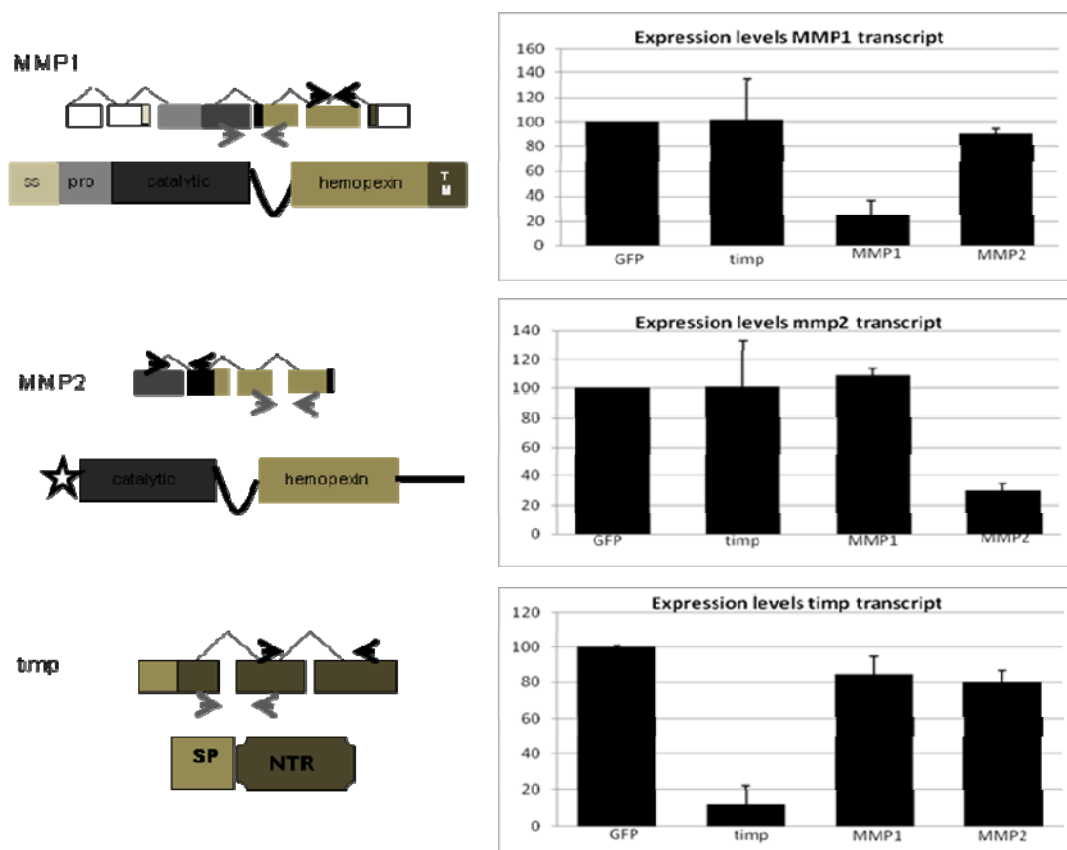 MMP1
ss pro catalytic hemopexin TM
Expression levels MMP1 transcript
160
140
120
100
80
60
40
20
0
GFP timp MMP1 MMP2
MMP2
catalytic hemopexin
Expression levels mmp2 transcript
140
120
100
80
60
40
20
0
GFP timp MMP1 MMP2
timp
SP NTR
Expression levels timp transcript
120
100
80
60
40
20
0
GFP timp MMP1 MMP2